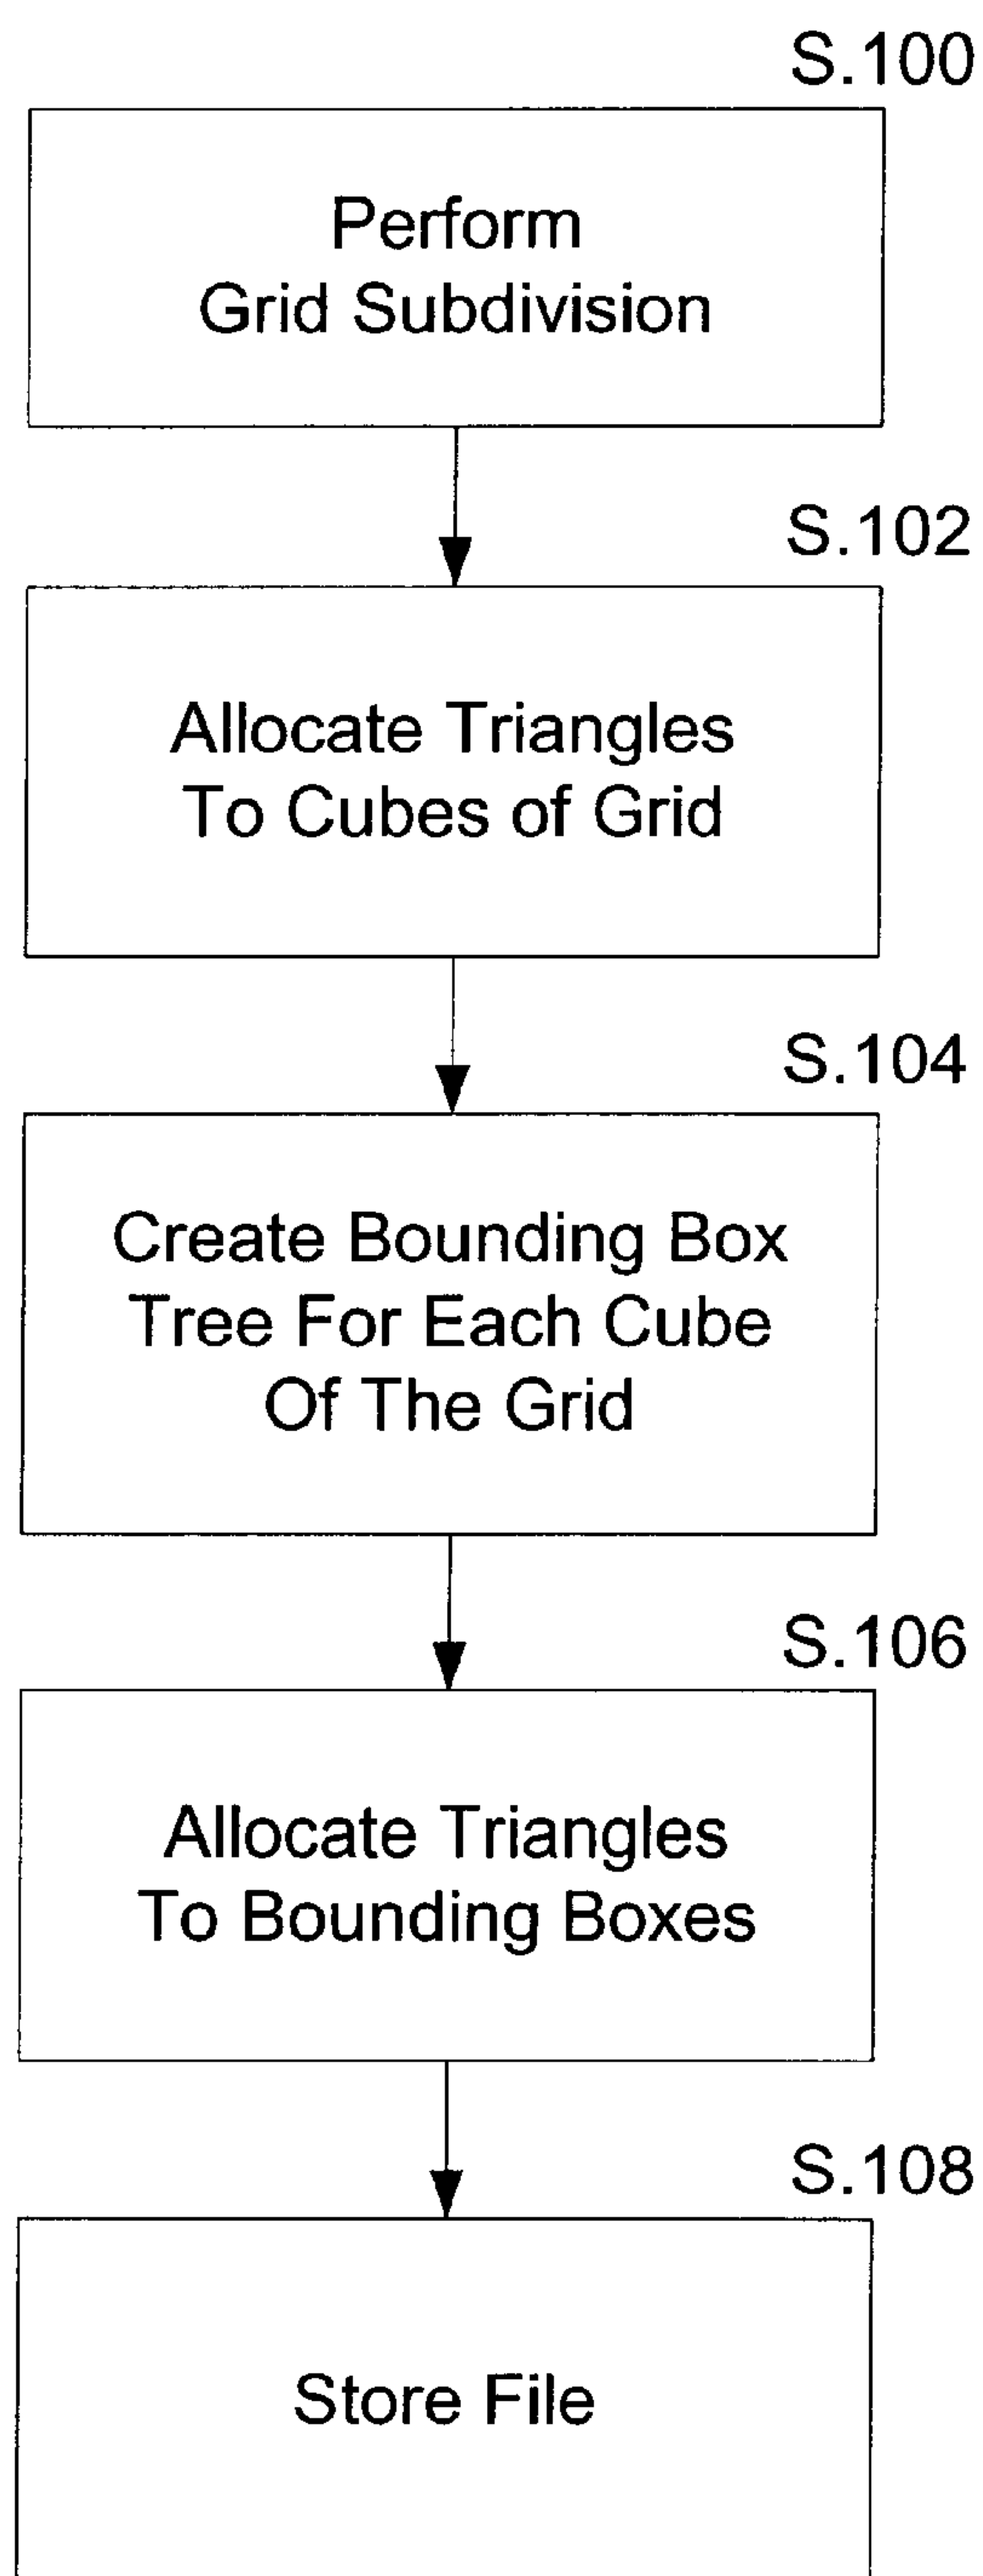 S.100
Perform
Grid Subdivision
S.102
Allocate Triangles
To Cubes of Grid
S.104
Create Bounding Box
Tree For Each Cube
Of The Grid
S.106
Allocate Triangles
To Bounding Boxes
S.108
Store File